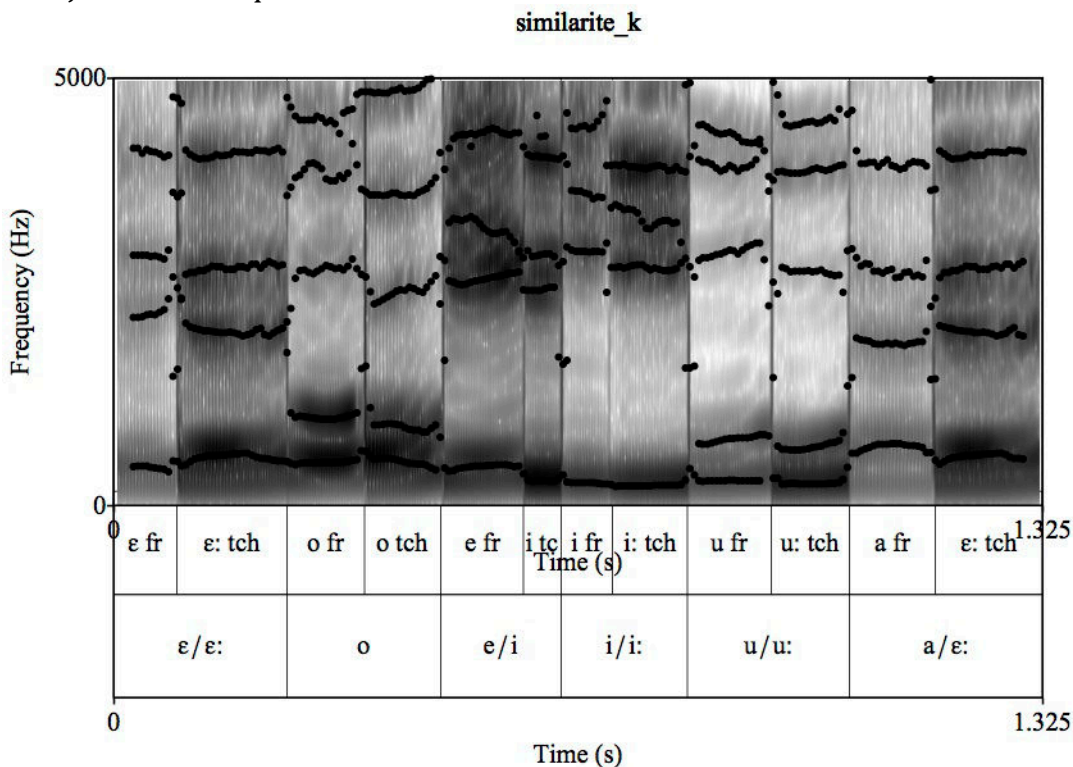 similarite_k
5000
Frequency (Hz)
0
0 1.325
ε fr ε: tch o fr o tch e fr i tc i fr i: tch u fr u: tch a fr ε: tch
Time (s)
ε/ε: o e/i i/i: u/u: a/ε:
0 1.325
Time (s)